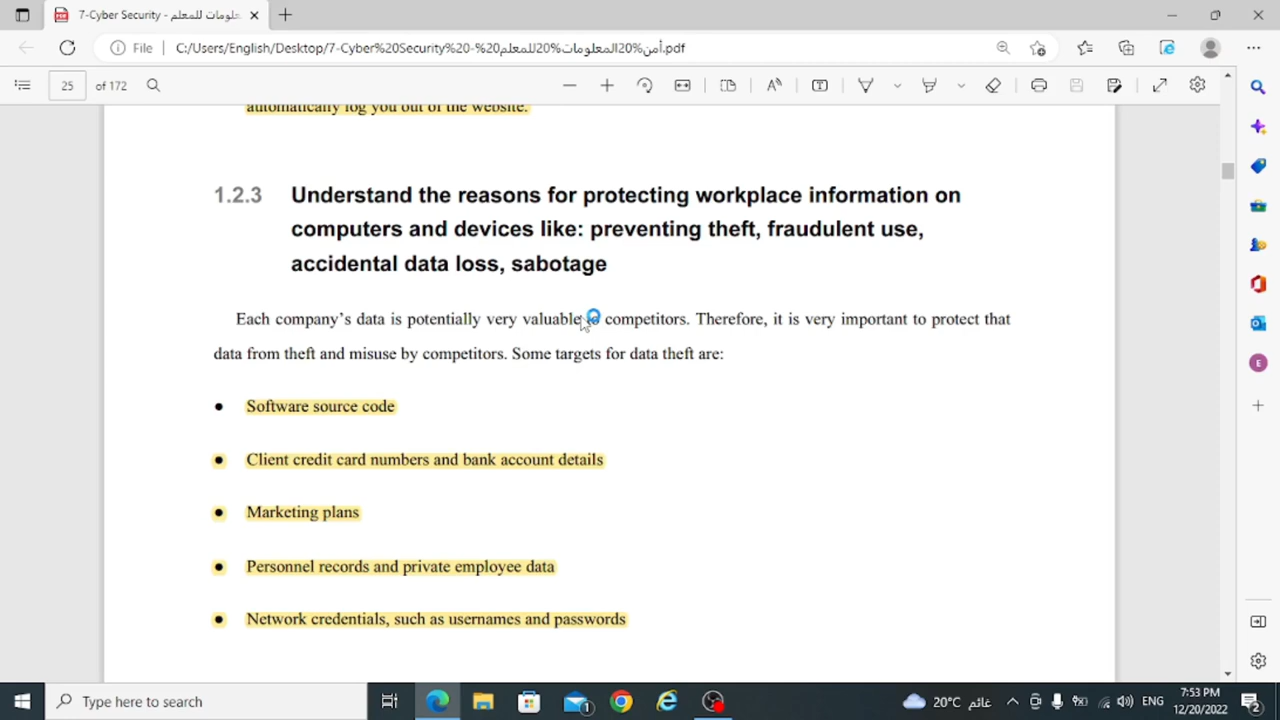 7-Cyber Security - علومات للمعلم
File
C:/Users/English/Desktop/7-Cyber%20Security%20-%20أمن%20المعلومات%20للمعلم.pdf
25 of 172
automatically log you out of the website.
1.2.3 Understand the reasons for protecting workplace information on
computers and devices like: preventing theft, fraudulent use,
accidental data loss, sabotage
Each company's data is potentially very valuable to competitors. Therefore, it is very important to protect that
data from theft and misuse by competitors. Some targets for data theft are:
● Software source code
● Client credit card numbers and bank account details
● Marketing plans
● Personnel records and private employee data
● Network credentials, such as usernames and passwords
Type here to search
20°C غائم
ENG
7:53 PM
12/20/2022